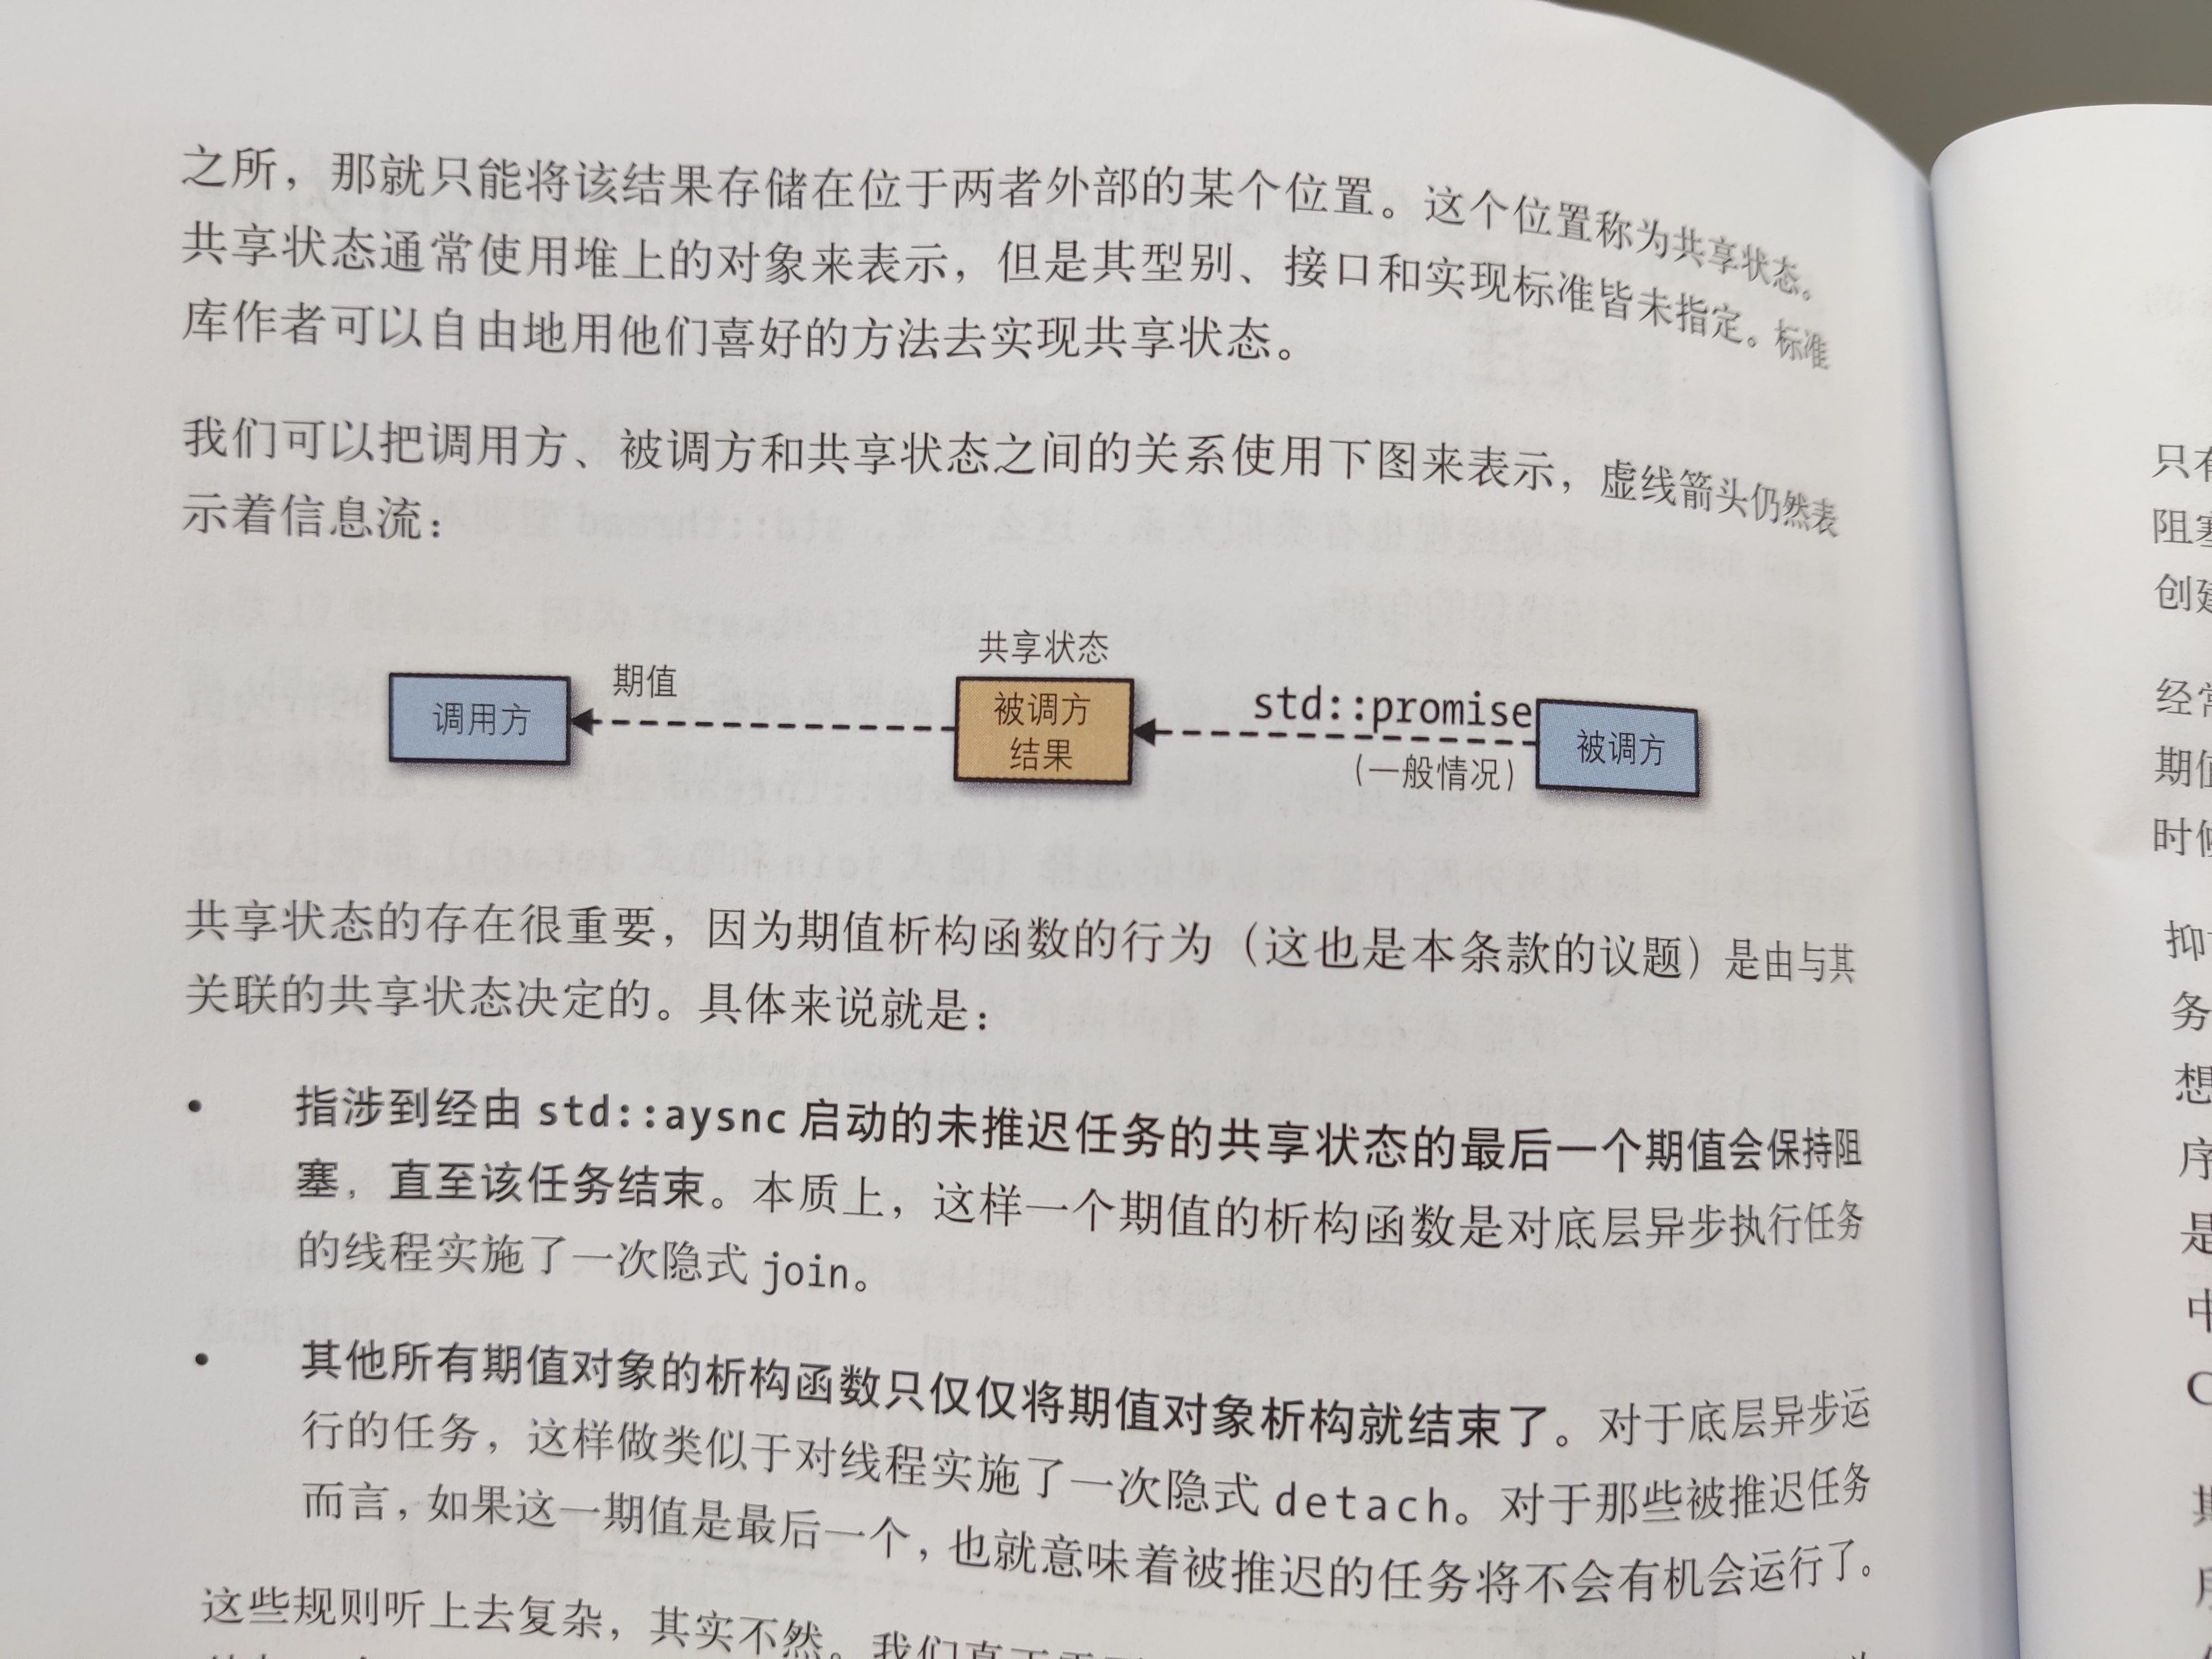 之所，那就只能将该结果存储在位于两者外部的某个位置。这个位置称为共享状态。
共享状态通常使用堆上的对象来表示，但是其型别、接口和实现标准皆未指定。标准
库作者可以自由地用他们喜好的方法去实现共享状态。
我们可以把调用方、被调方和共享状态之间的关系使用下图来表示，虚线箭头仍然表
示着信息流：
共享状态
调用方
期值
被调方
结果
std::promise
（一般情况）
被调方
共享状态的存在很重要，因为期值析构函数的行为（这也是本条款的议题）是由与其
关联的共享状态决定的。具体来说就是：
• 指涉到经由 std::aysnc 启动的未推迟任务的共享状态的最后一个期值会保持阻
塞，直至该任务结束。本质上，这样一个期值的析构函数是对底层异步执行任务
的线程实施了一次隐式 join。
• 其他所有期值对象的析构函数只仅仅将期值对象析构就结束了。对于底层异步运
行的任务，这样做类似于对线程实施了一次隐式 detach。对于那些被推迟任务
而言，如果这一期值是最后一个，也就意味着被推迟的任务将不会有机会运行了。
这些规则听上去复杂，其实不然。我们真正
只有
阻塞
创建
经常
期值
时候
抑
务
想
序
是
中